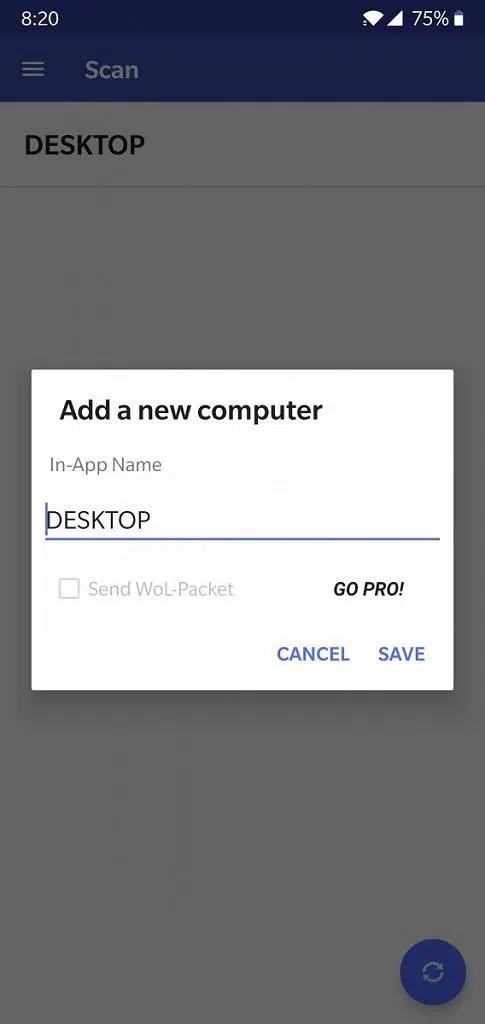 8:20 75%
Scan
DESKTOP
Add a new computer
In-App Name
DESKTOP
Send WoL-Packet GO PRO!
CANCEL SAVE